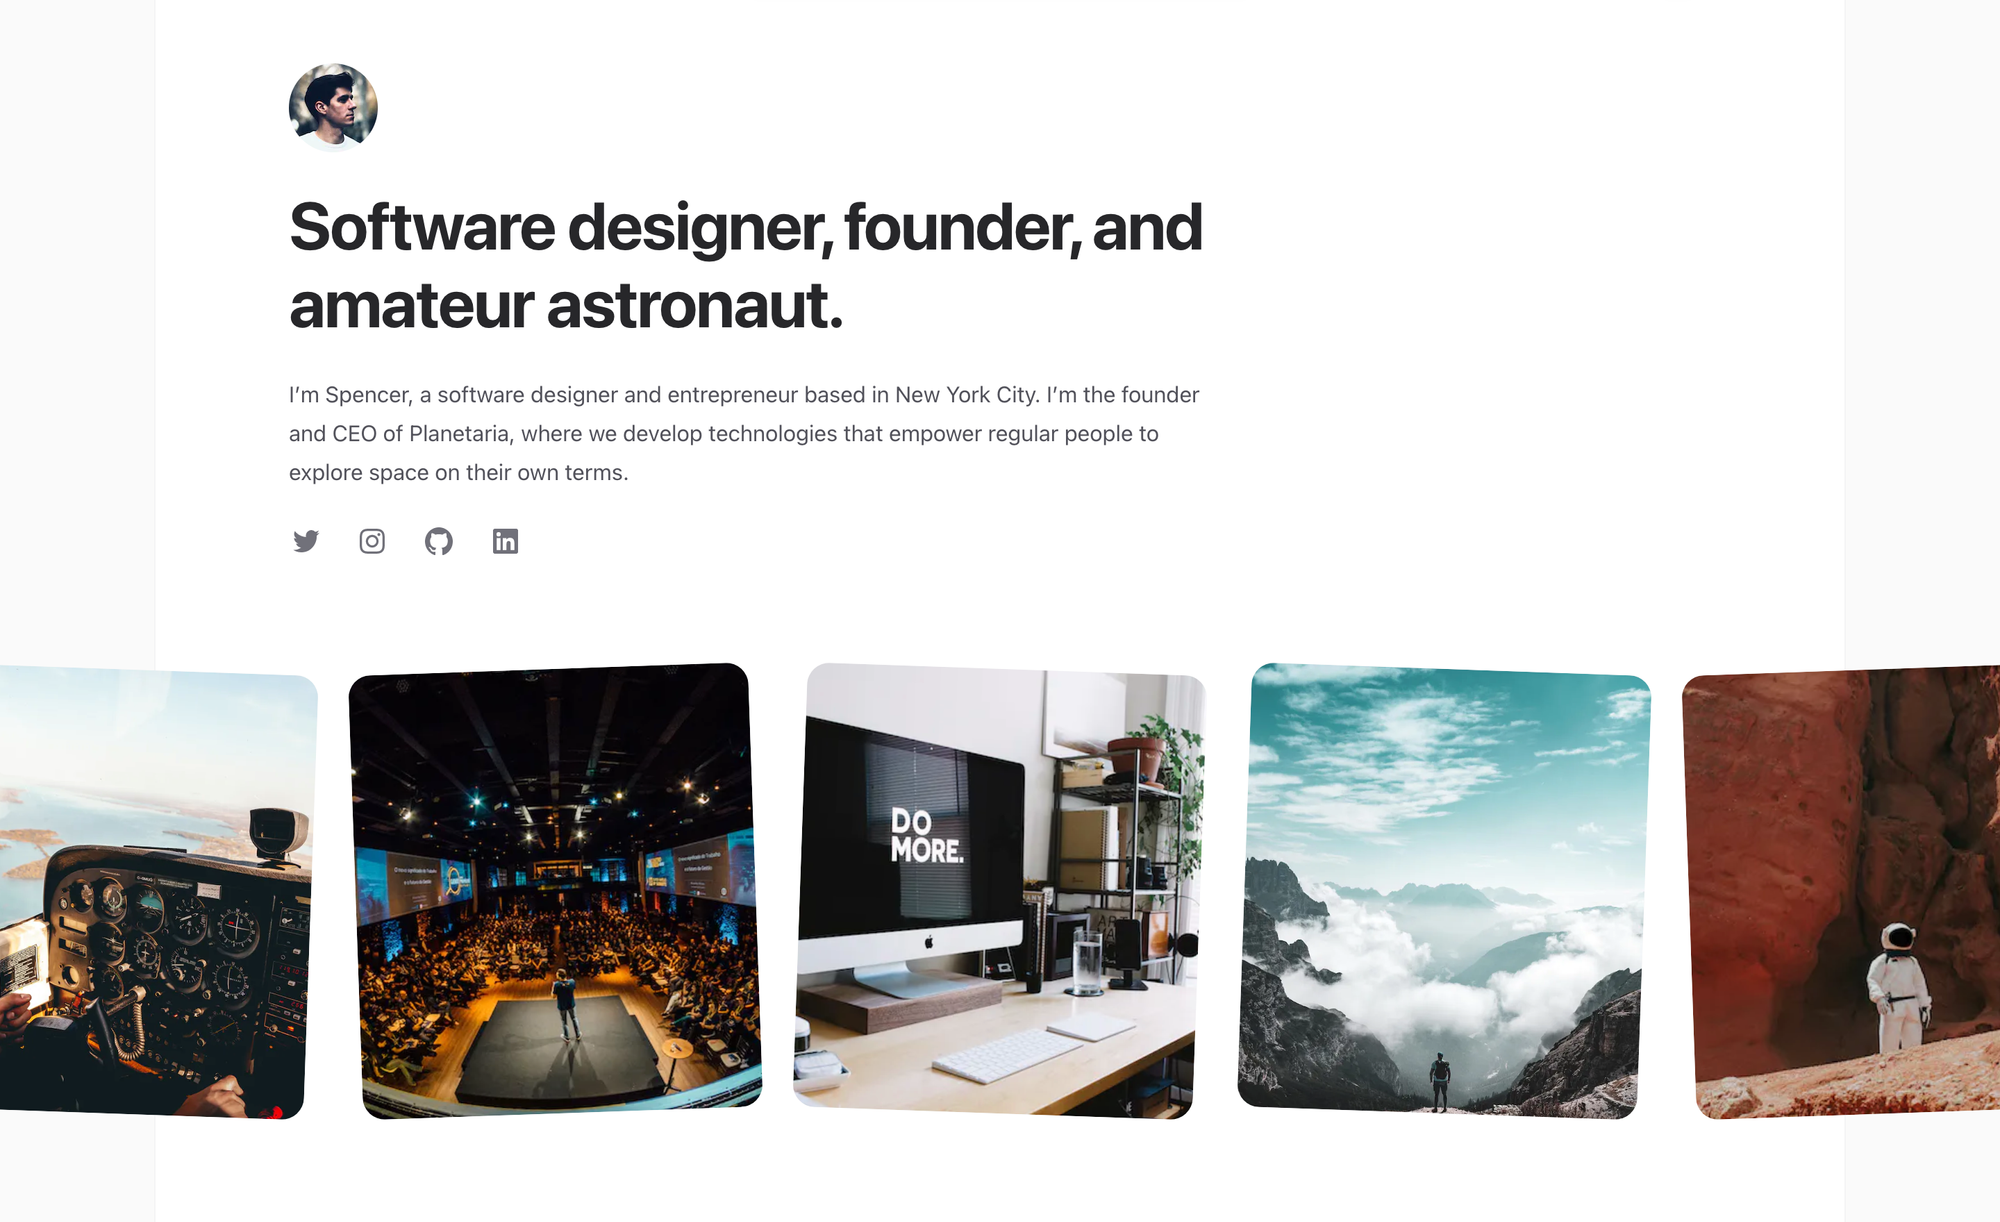 Software designer, founder, and
amateur astronaut.
I’m Spencer, a software designer and entrepreneur based in New York City. I’m the founder
and CEO of Planetaria, where we develop technologies that empower regular people to
explore space on their own terms.
in
DO
MORE.